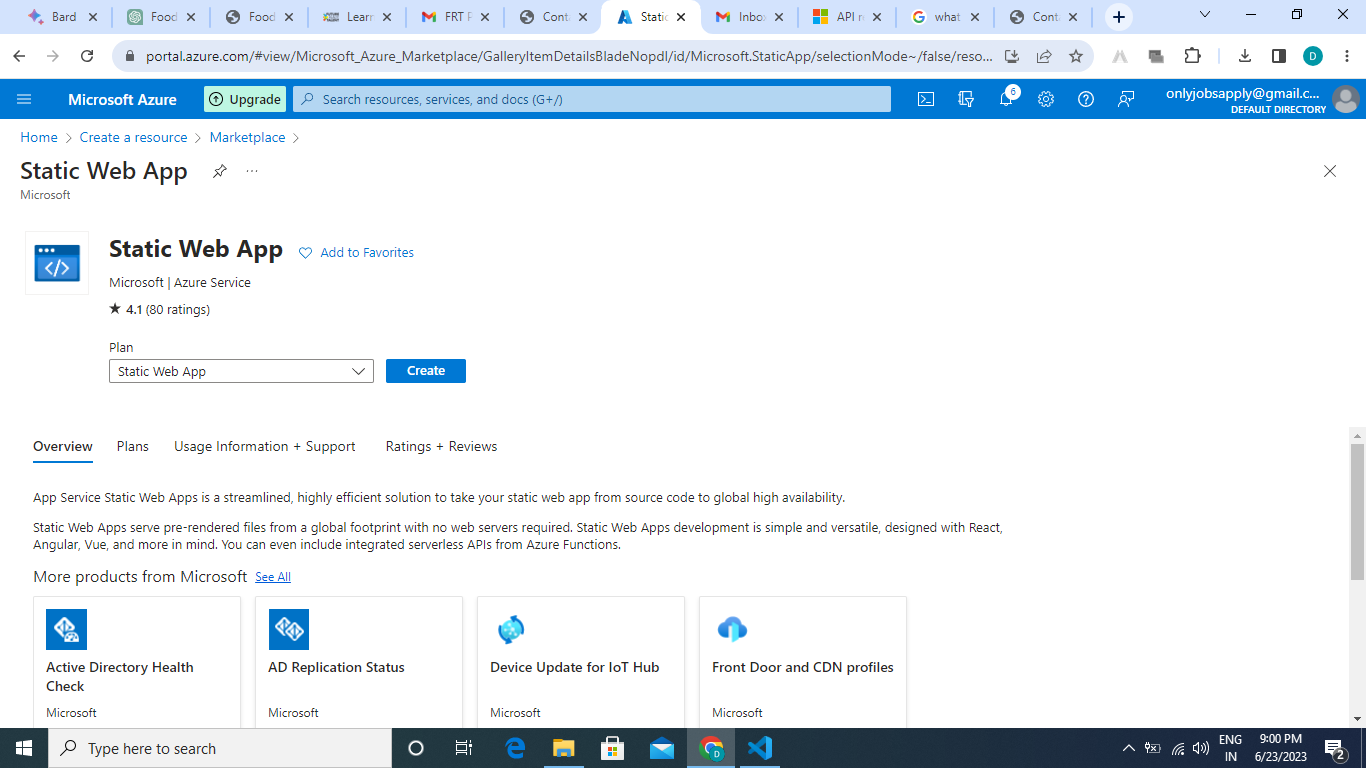 Bard
Food
Food
Learn
FRT F
Conta
Static
Inbox
API re
what
Conta
portal.azure.com/#view/Microsoft_Azure_Marketplace/GalleryItemDetailsBladeNopdl/id/Microsoft.StaticApp/selectionMode~/false/reso...
D
Microsoft Azure
Upgrade
Search resources, services, and docs (G+/)
6
onlyjobsapply@gmail.c...
DEFAULT DIRECTORY
Home > Create a resource > Marketplace >
Static Web App
...
Microsoft
Static Web App
Add to Favorites
Microsoft | Azure Service
★ 4.1 (80 ratings)
Plan
Static Web App
Create
Overview
Plans
Usage Information + Support
Ratings + Reviews
App Service Static Web Apps is a streamlined, highly efficient solution to take your static web app from source code to global high availability.
Static Web Apps serve pre-rendered files from a global footprint with no web servers required. Static Web Apps development is simple and versatile, designed with React,
Angular, Vue, and more in mind. You can even include integrated serverless APIs from Azure Functions.
More products from Microsoft See All
Active Directory Health
Check
Microsoft
AD Replication Status
Microsoft
Device Update for IoT Hub
Microsoft
Front Door and CDN profiles
Microsoft
Type here to search
D
ENG
IN
9:00 PM
6/23/2023
2